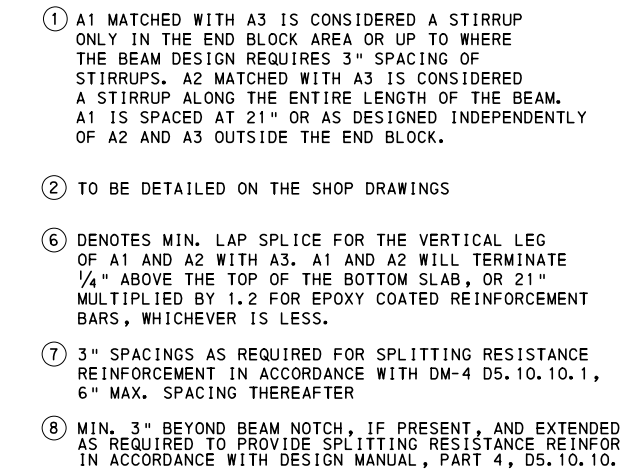 ① A1 MATCHED WITH A3 IS CONSIDERED A STIRRUP
ONLY IN THE END BLOCK AREA OR UP TO WHERE
THE BEAM DESIGN REQUIRES 3" SPACING OF
STIRRUPS. A2 MATCHED WITH A3 IS CONSIDERED
A STIRRUP ALONG THE ENTIRE LENGTH OF THE BEAM.
A1 IS SPACED AT 21" OR AS DESIGNED INDEPENDENTLY
OF A2 AND A3 OUTSIDE THE END BLOCK.
② TO BE DETAILED ON THE SHOP DRAWINGS
⑥ DENOTES MIN. LAP SPLICE FOR THE VERTICAL LEG
OF A1 AND A2 WITH A3. A1 AND A2 WILL TERMINATE
1/4" ABOVE THE TOP OF THE BOTTOM SLAB, OR 21"
MULTIPLIED BY 1.2 FOR EPOXY COATED REINFORCEMENT
BARS, WHICHEVER IS LESS.
⑦ 3" SPACINGS AS REQUIRED FOR SPLITTING RESISTANCE
REINFORCEMENT IN ACCORDANCE WITH DM-4 D5.10.10.1,
6" MAX. SPACING THEREAFTER
⑧ MIN. 3" BEYOND BEAM NOTCH, IF PRESENT, AND EXTENDED
AS REQUIRED TO PROVIDE SPLITTING RESISTANCE REINFOR
IN ACCORDANCE WITH DESIGN MANUAL, PART 4, D5.10.10.